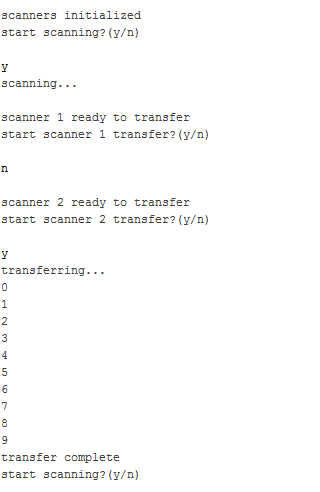 scanners initialized
start scanning?(y/n)
y
scanning...
scanner 1 ready to transfer
start scanner 1 transfer?(y/n)
n
scanner 2 ready to transfer
start scanner 2 transfer?(y/n)
y
transferring...
0
1
2
3
4
5
6
7
8
9
transfer complete
start scanning?(y/n)